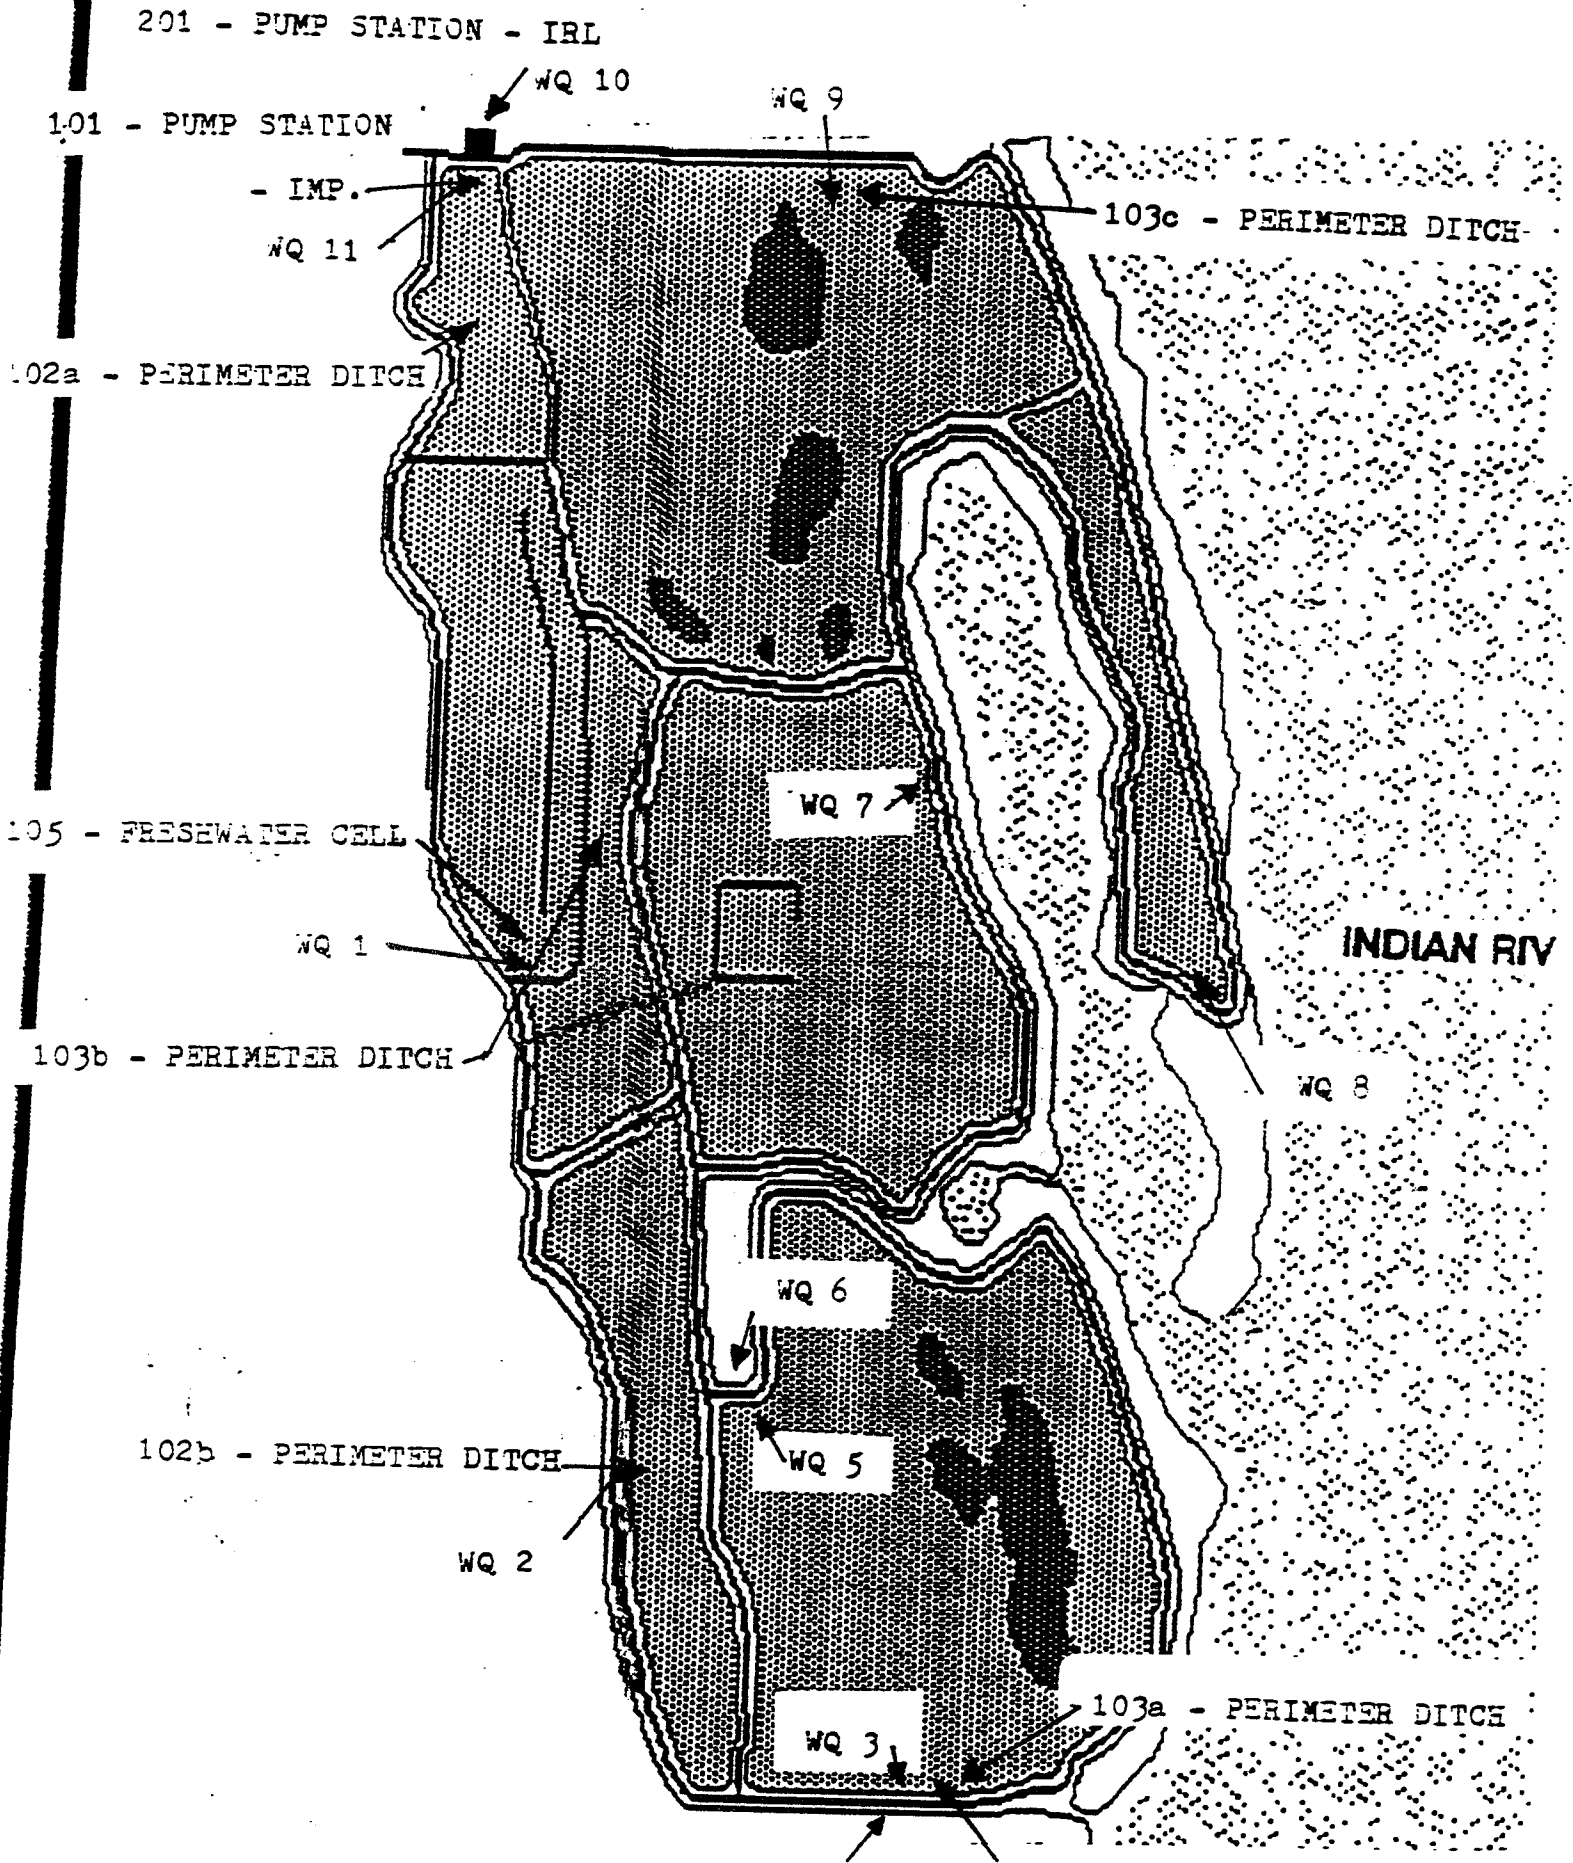 201 - PUMP STATION - IRL
WQ 10
WQ 9
101 - PUMP STATION
- IMP.
103c - PERIMETER DITCH
WQ 11
102a - PERIMETER DITCH
WQ 7
105 - FRESHWATER CELL
WQ 1
INDIAN RIV
103b - PERIMETER DITCH
WQ 8
WQ 6
102b - PERIMETER DITCH
WQ 5
WQ 2
103a - PERIMETER DITCH
WQ 3